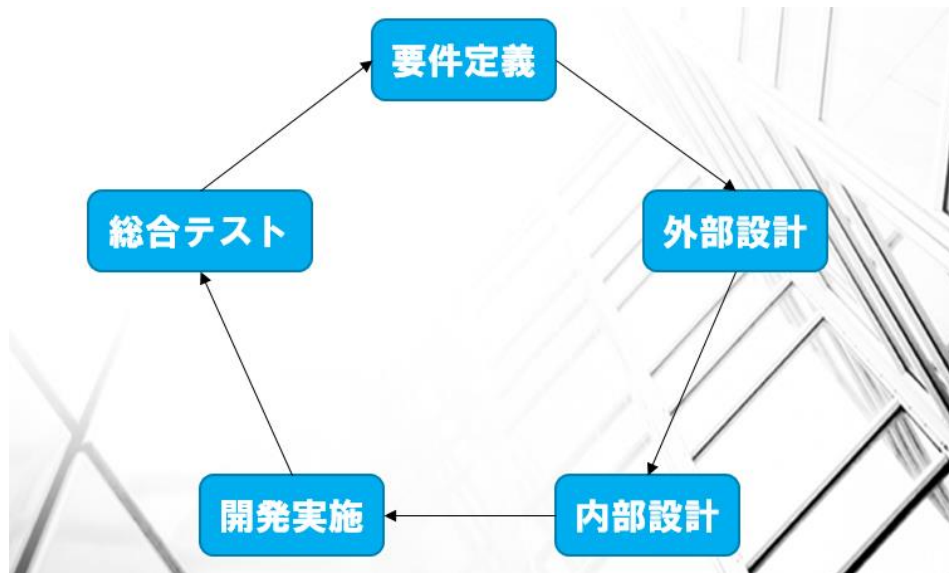 要件定義
外部設計
内部設計
開発実施
総合テスト